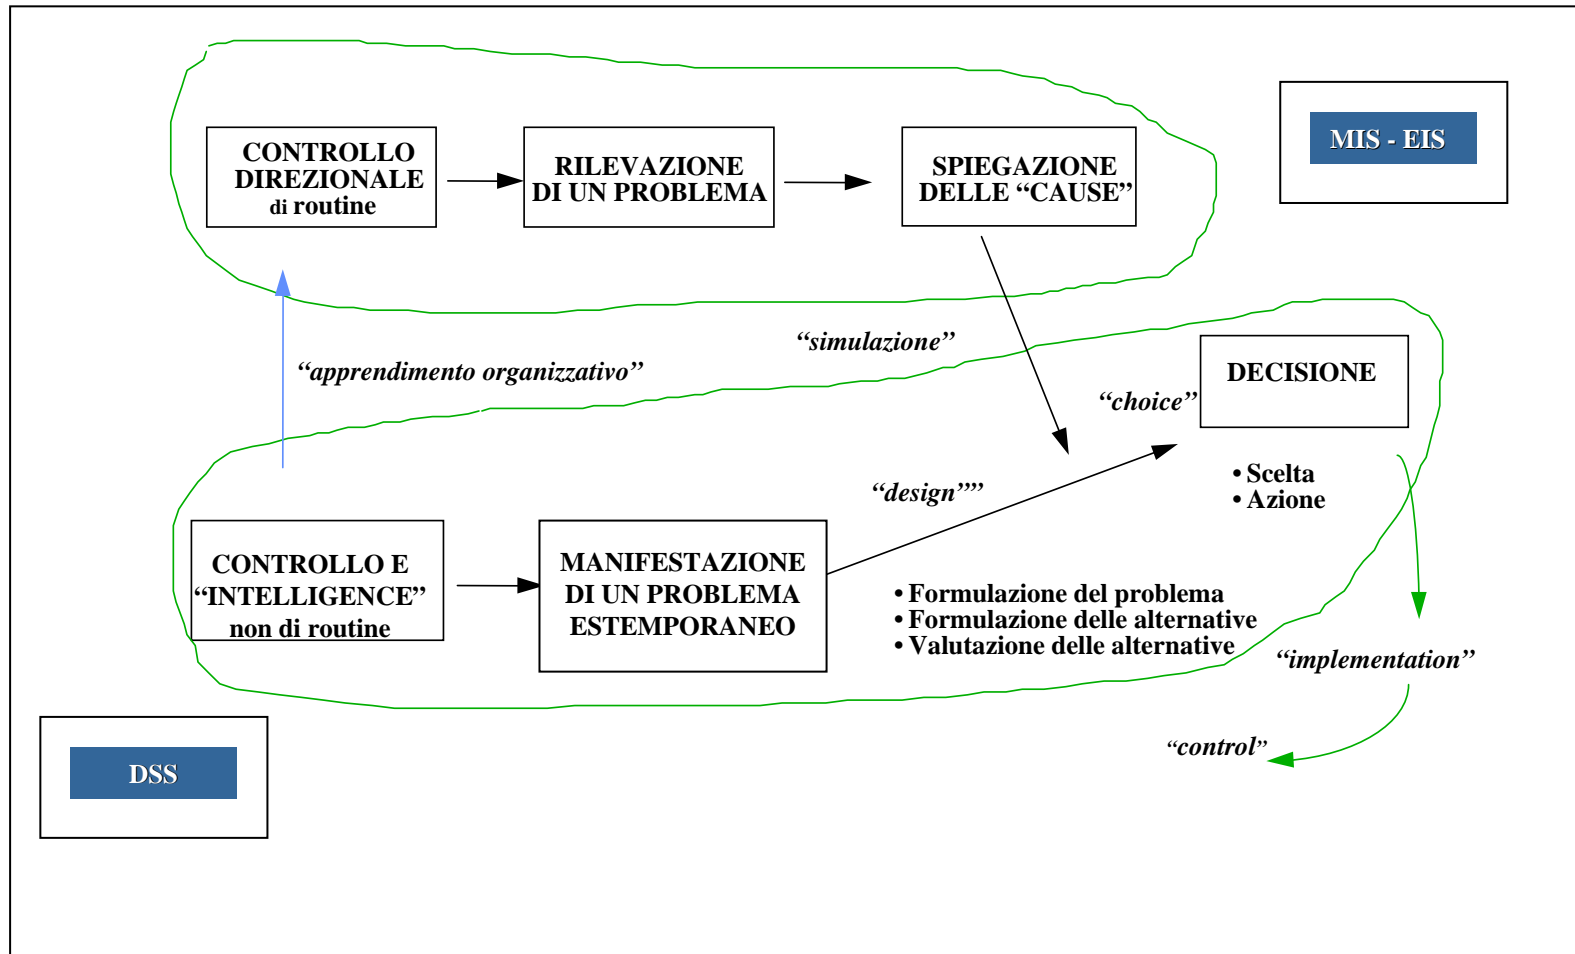 CONTROLLO
DIREZIONALE
di routine
RILEVAZIONE
DI UN PROBLEMA
SPIEGAZIONE
DELLE “CAUSE”
MIS - EIS
“simulazione”
“apprendimento organizzativo”
“choice”
DECISIONE
• Scelta
• Azione
“design””
CONTROLLO E
“INTELLIGENCE”
non di routine
MANIFESTAZIONE
DI UN PROBLEMA
ESTEMPORANEO
• Formulazione del problema
• Formulazione delle alternative
• Valutazione delle alternative
“implementation”
“control”
DSS